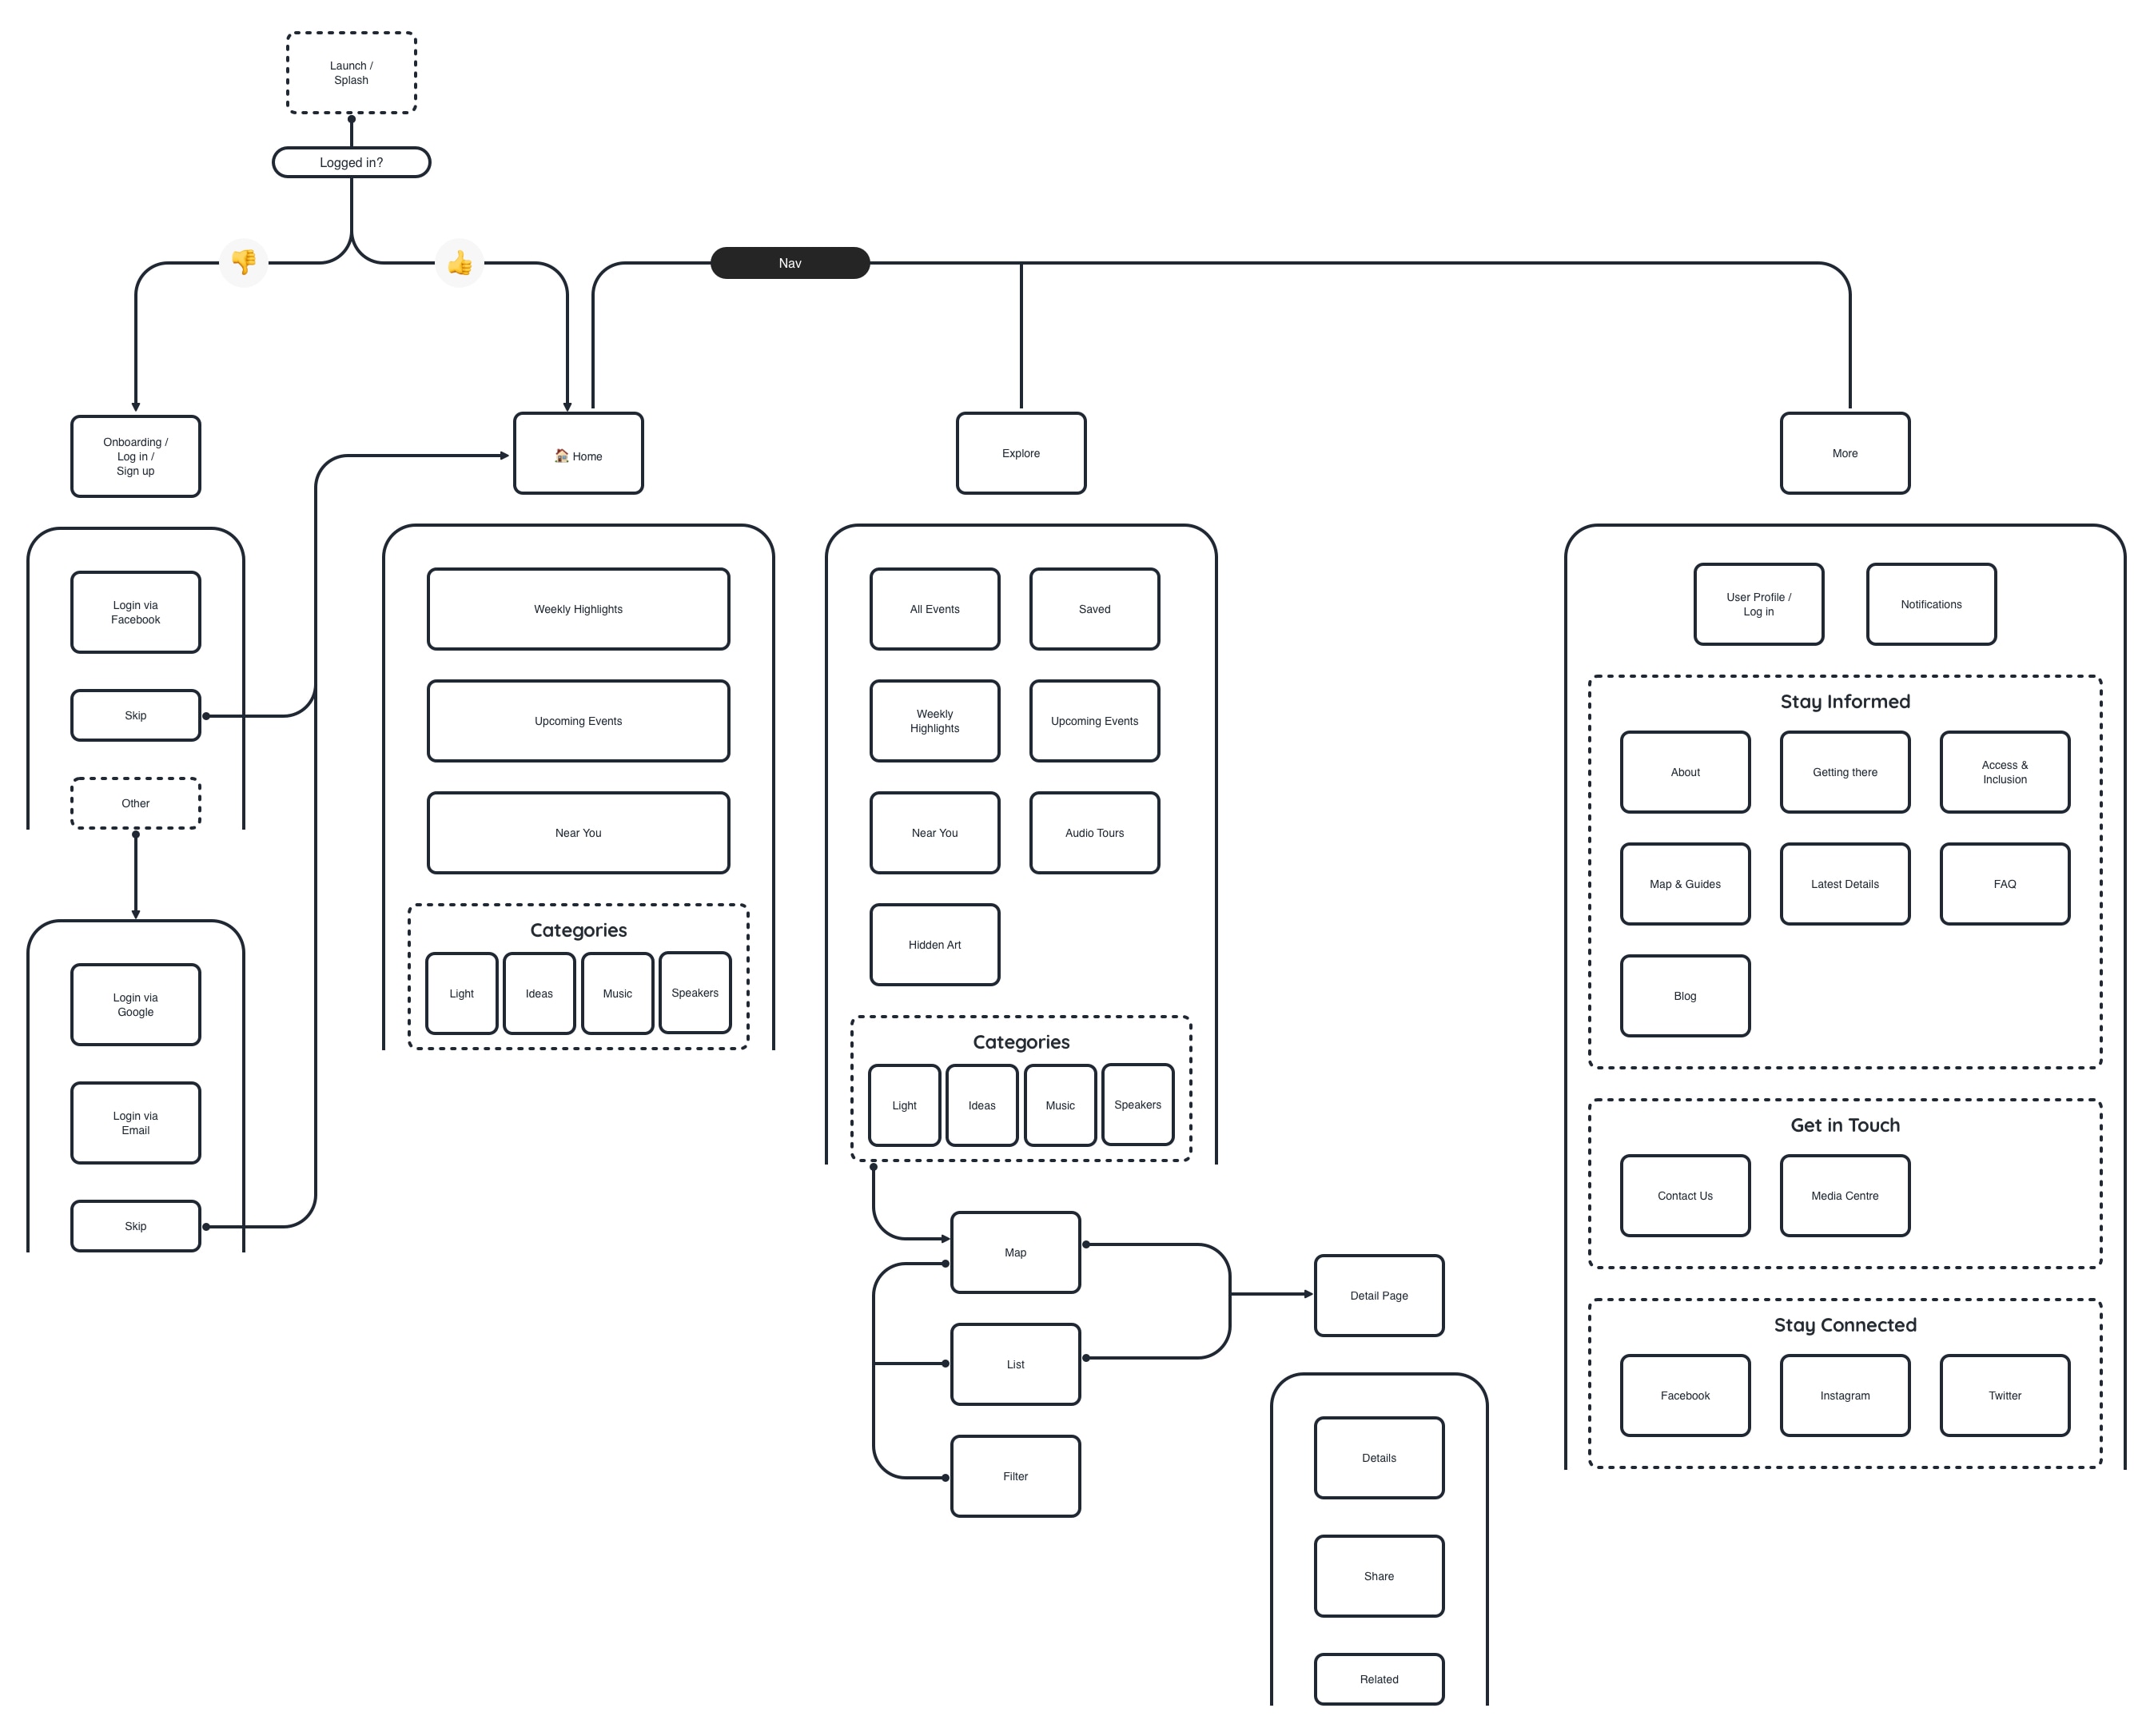 Launch /
Splash
Logged in?
Nav
Onboarding /
Log in /
Sign up
Home
Explore
More
Login via
Facebook
Skip
Other
Login via
Google
Login via
Email
Skip
Weekly Highlights
Upcoming Events
Near You
Categories
Light
Ideas
Music
Speakers
All Events
Saved
Weekly
Highlights
Upcoming Events
Near You
Audio Tours
Hidden Art
Categories
Light
Ideas
Music
Speakers
Map
List
Filter
Detail Page
Details
Share
Related
User Profile /
Log in
Notifications
Stay Informed
About
Getting there
Access &
Inclusion
Map & Guides
Latest Details
FAQ
Blog
Get in Touch
Contact Us
Media Centre
Stay Connected
Facebook
Instagram
Twitter